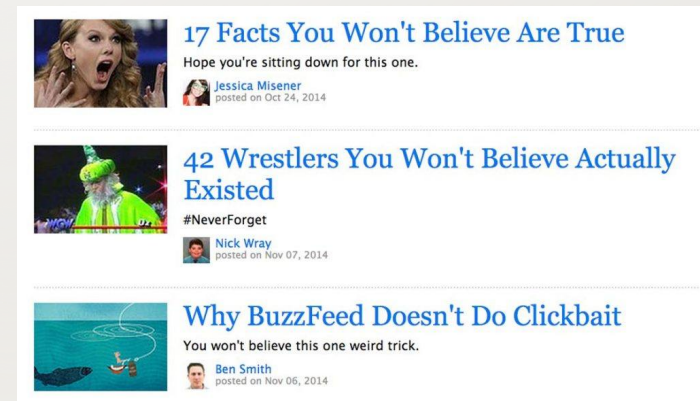 17 Facts You Won't Believe Are True
Hope you're sitting down for this one.
Jessica Misener
posted on Oct 24, 2014
42 Wrestlers You Won't Believe Actually
Existed
#NeverForget
Nick Wray
posted on Nov 07, 2014
WCW
Why BuzzFeed Doesn't Do Clickbait
You won't believe this one weird trick.
Ben Smith
posted on Nov 06, 2014